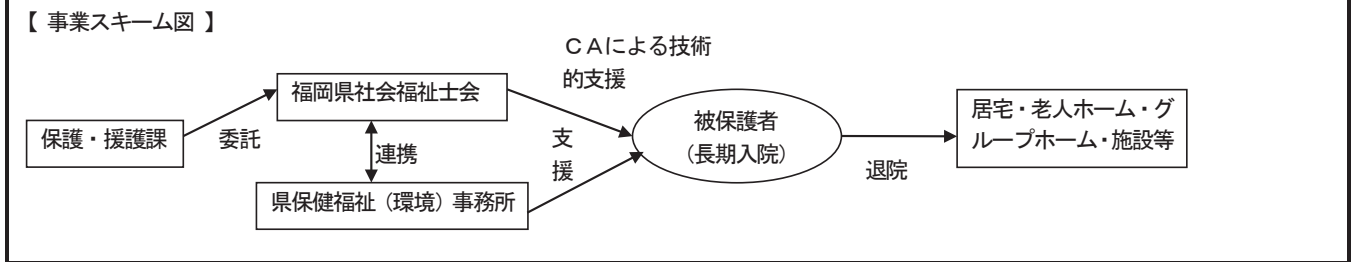 【 事業スキーム図 】
ＣＡによる技術
的支援
福岡県社会福祉士会
保護・援護課
委託
連携
支
援
被保護者
（長期入院）
退院
居宅・老人ホーム・グ
ループホーム・施設等
県保健福祉（環境）事務所